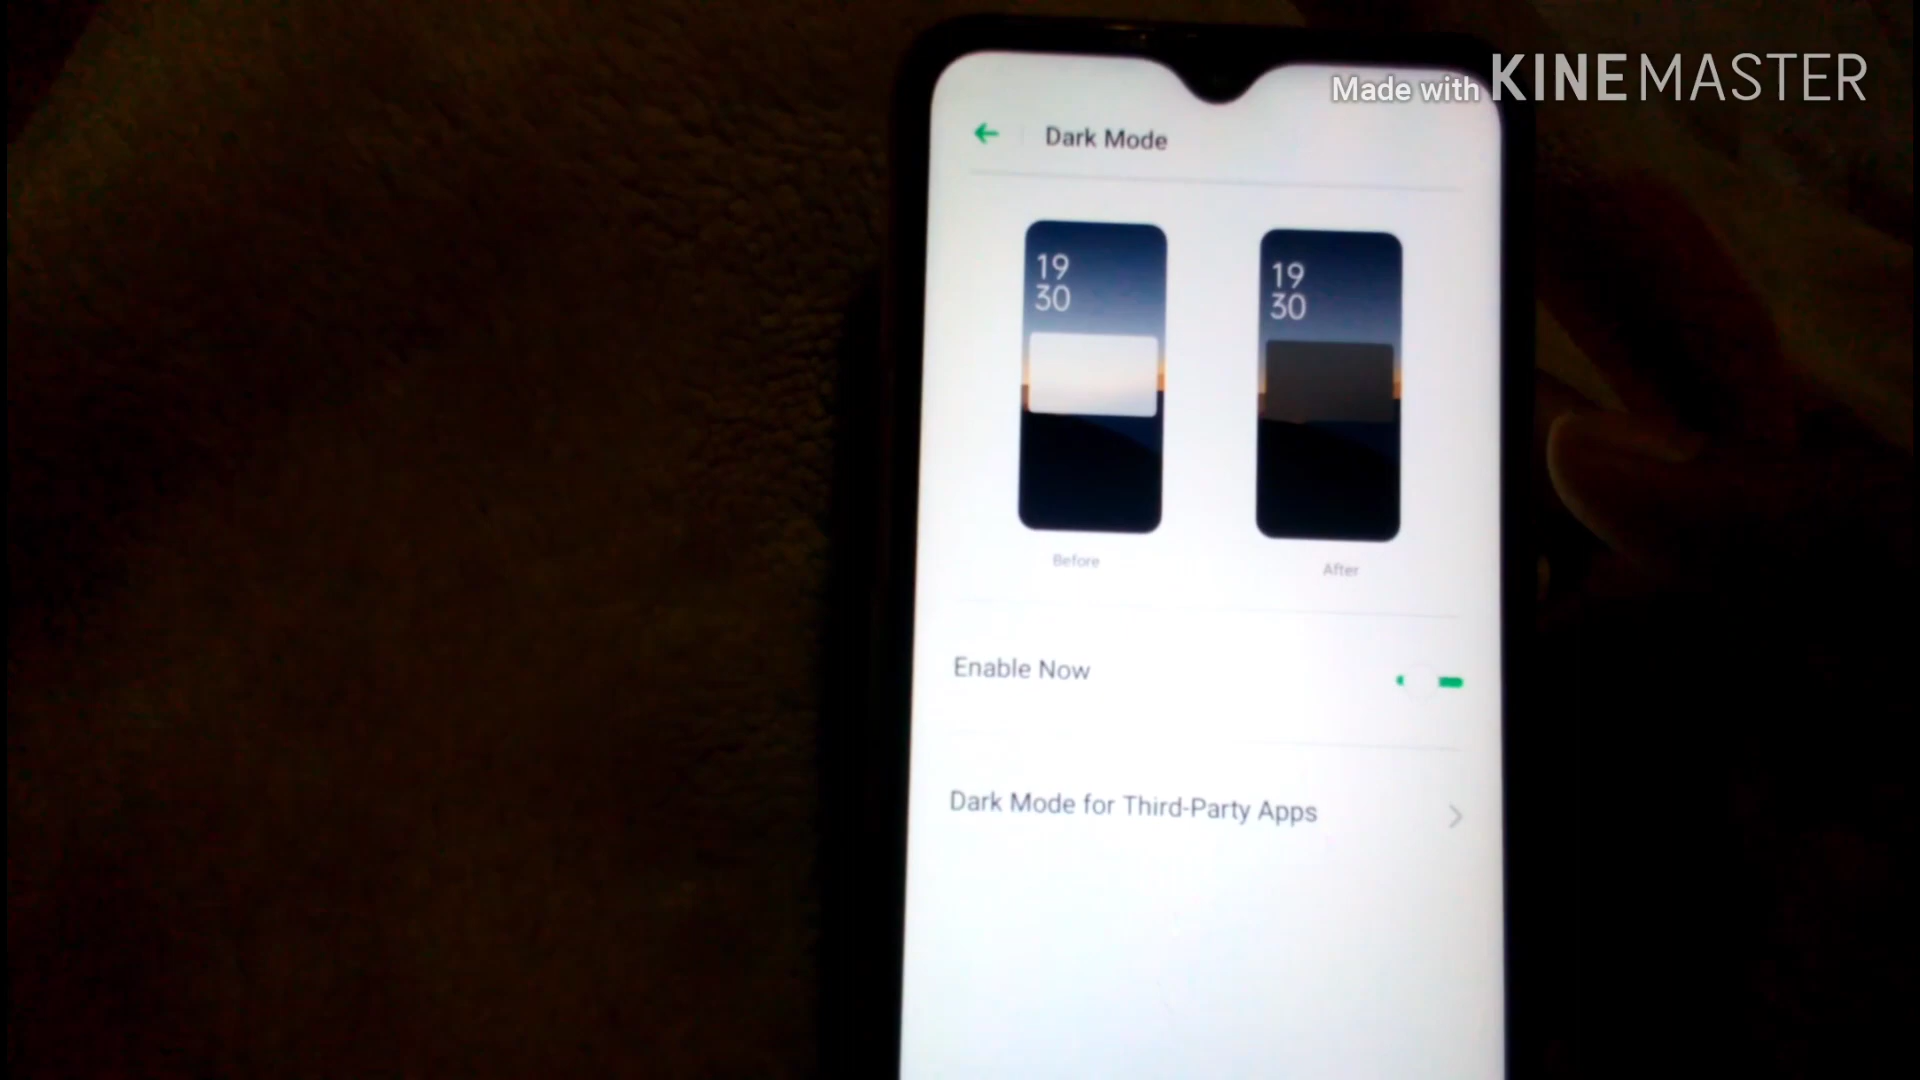 Made with KINEMASTER
Dark Mode
19
30
19
30
Before
After
Enable Now
Dark Mode for Third-Party Apps